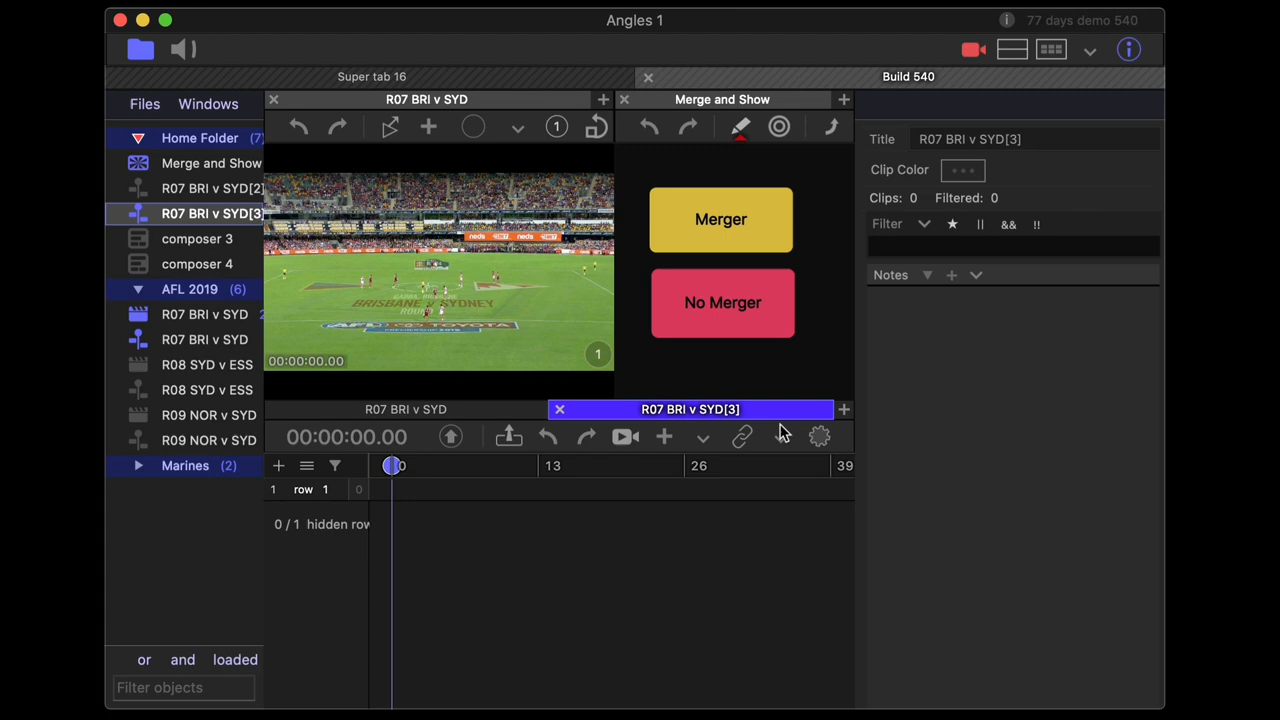 Angles 1
77 days demo 540
Super tab 16
Build 540
Files Windows
R07 BRI v SYD
Merge and Show
Home Folder (7)
Merge and Show
R07 BRI v SYD[2]
R07 BRI v SYD[3]
composer 3
composer 4
AFL 2019 (6)
R07 BRI v SYD
R07 BRI v SYD
R08 SYD v ESS
R08 SYD v ESS
R09 NOR v SYD
R09 NOR v SYD
Marines (2)
or and loaded
Filter objects
1
neds neds
BRISBANE v SYDNEY
TOYOTA
00:00:00.00
1
Merger
No Merger
R07 BRI v SYD
R07 BRI v SYD[3]
00:00:00.00
0 13 26 39
1 row 1 0
0 / 1 hidden row
Title R07 BRI v SYD[3]
Clip Color
Clips: 0 Filtered: 0
Filter || && !!
Notes